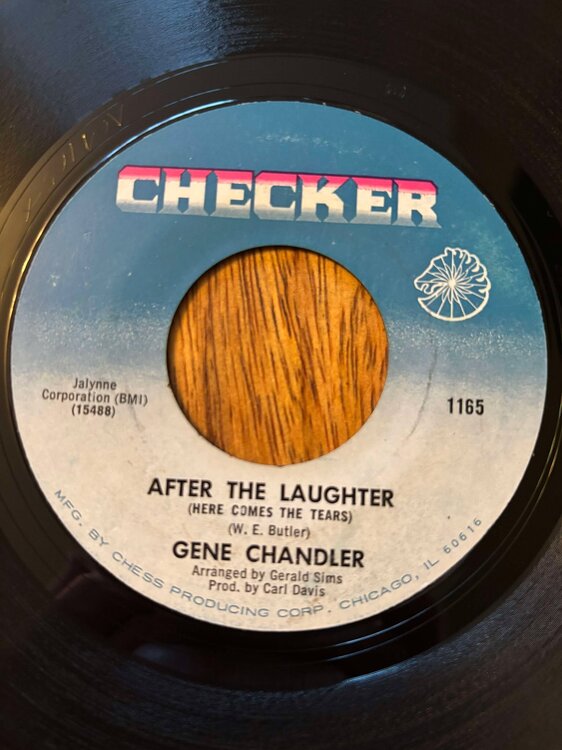 CHECKER
Jalynne
Corporation (BMI)
(15488)
1165
AFTER THE LAUGHTER
(HERE COMES THE TEARS)
(W. E. Butler)
GENE CHANDLER
Arranged by Gerald Sims
Prod. by Carl Davis
MFG. BY CHESS PRODUCING CORP. CHICAGO, IL 60616